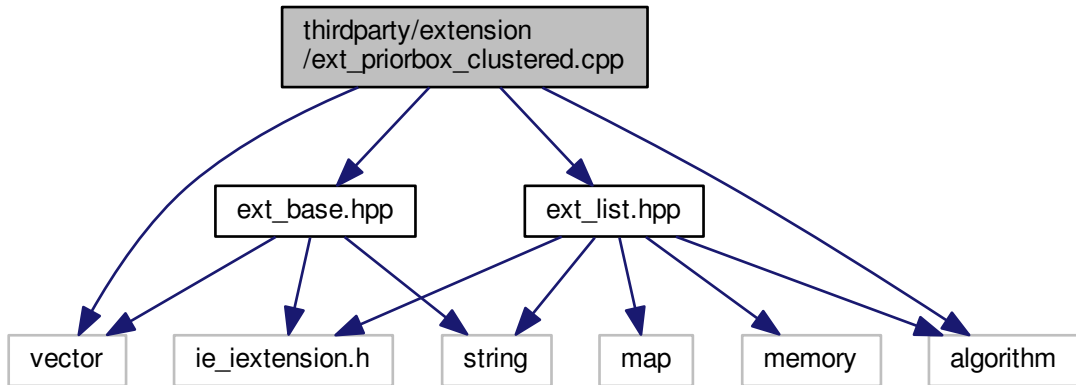 thirdparty/extension
/ext_priorbox_clustered.cpp
ext_base.hpp
ext_list.hpp
vector
ie_iextension.h
string
map
memory
algorithm